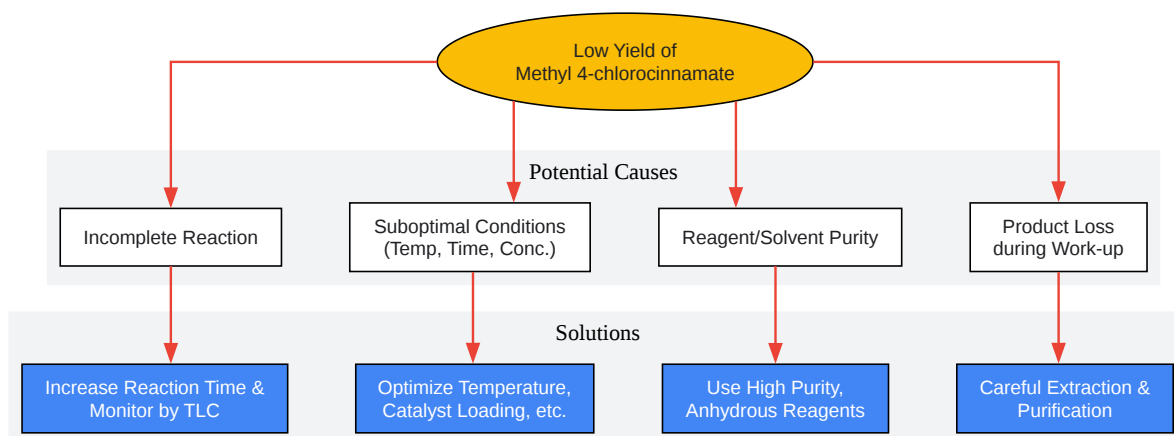 Low Yield of
Methyl 4-chlorocinnamate
Potential Causes
Incomplete Reaction
Suboptimal Conditions
(Temp, Time, Conc.)
Reagent/Solvent Purity
Product Loss
during Work-up
Solutions
Increase Reaction Time &
Monitor by TLC
Optimize Temperature,
Catalyst Loading, etc.
Use High Purity,
Anhydrous Reagents
Careful Extraction &
Purification